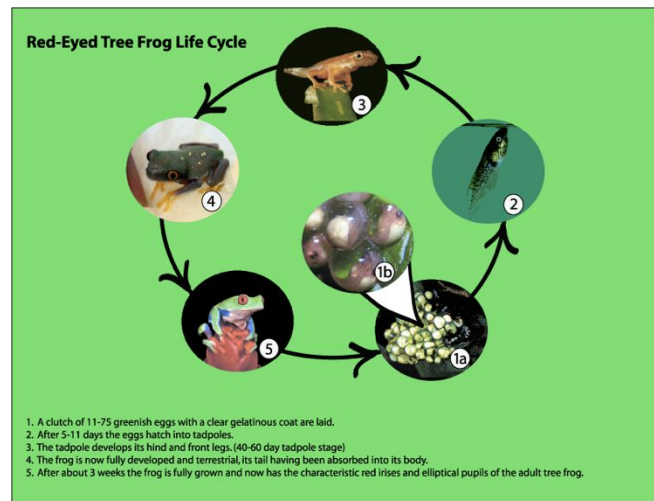 Red-Eyed Tree Frog Life Cycle
3
4
2
1b
5
1a
1. A clutch of 11-75 greenish eggs with a clear gelatinous coat are laid.
2. After 5-11 days the eggs hatch into tadpoles.
3. The tadpole develops its hind and front legs. (40-60 day tadpole stage)
4. The frog is now fully developed and terrestrial, its tail having been absorbed into its body.
5. After about 3 weeks the frog is fully grown and now has the characteristic red irises and elliptical pupils of the adult tree frog.